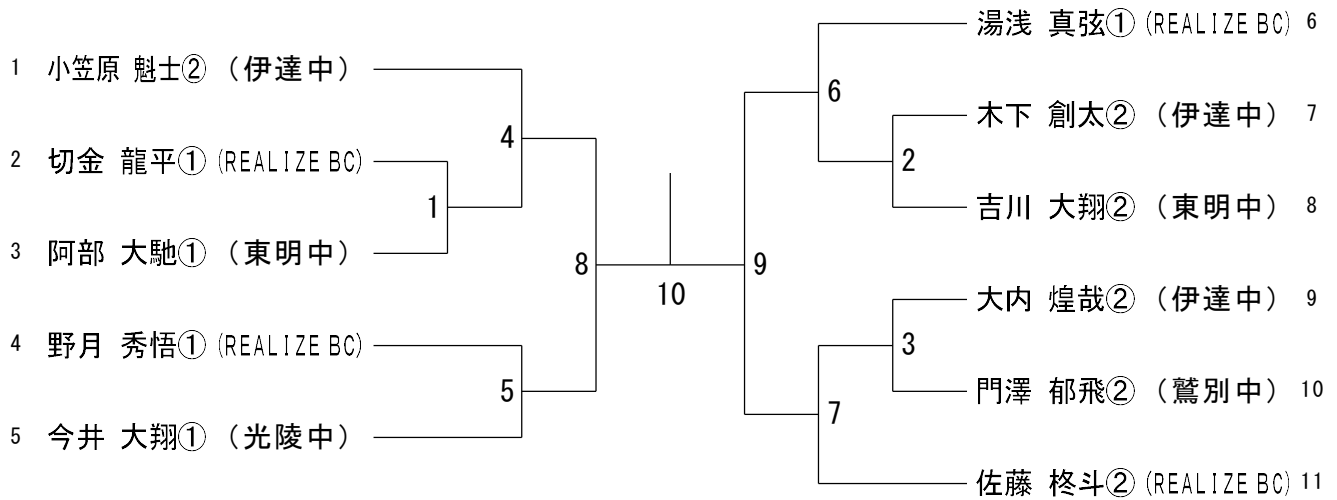 1 小笠原 魁士② （伊達中）
2 切金 龍平① (REALIZE BC)
3 阿部 大馳① （東明中）
4 野月 秀悟① (REALIZE BC)
5 今井 大翔① （光陵中）
4
1
8
5
10
9
6
2
3
7
湯浅 真弦① (REALIZE BC) 6
木下 創太② （伊達中） 7
吉川 大翔② （東明中） 8
大内 煌哉② （伊達中） 9
門澤 郁飛② （鷲別中） 10
佐藤 柊斗② (REALIZE BC) 11